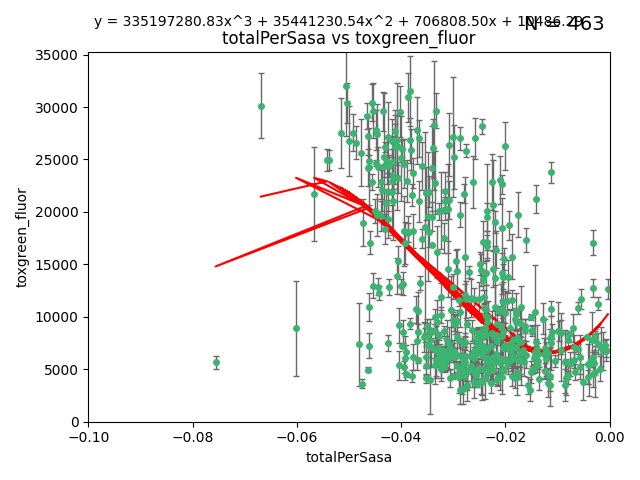 y = 335197280.83x^3 + 35441230.54x^2 + 706808.50x +
N = 463
totalPerSasa vs toxgreen_fluor
35000
30000
25000
20000
15000
10000
5000
0
toxgreen_fluor
−0.10 −0.08 −0.06 −0.04 −0.02 0.00
totalPerSasa